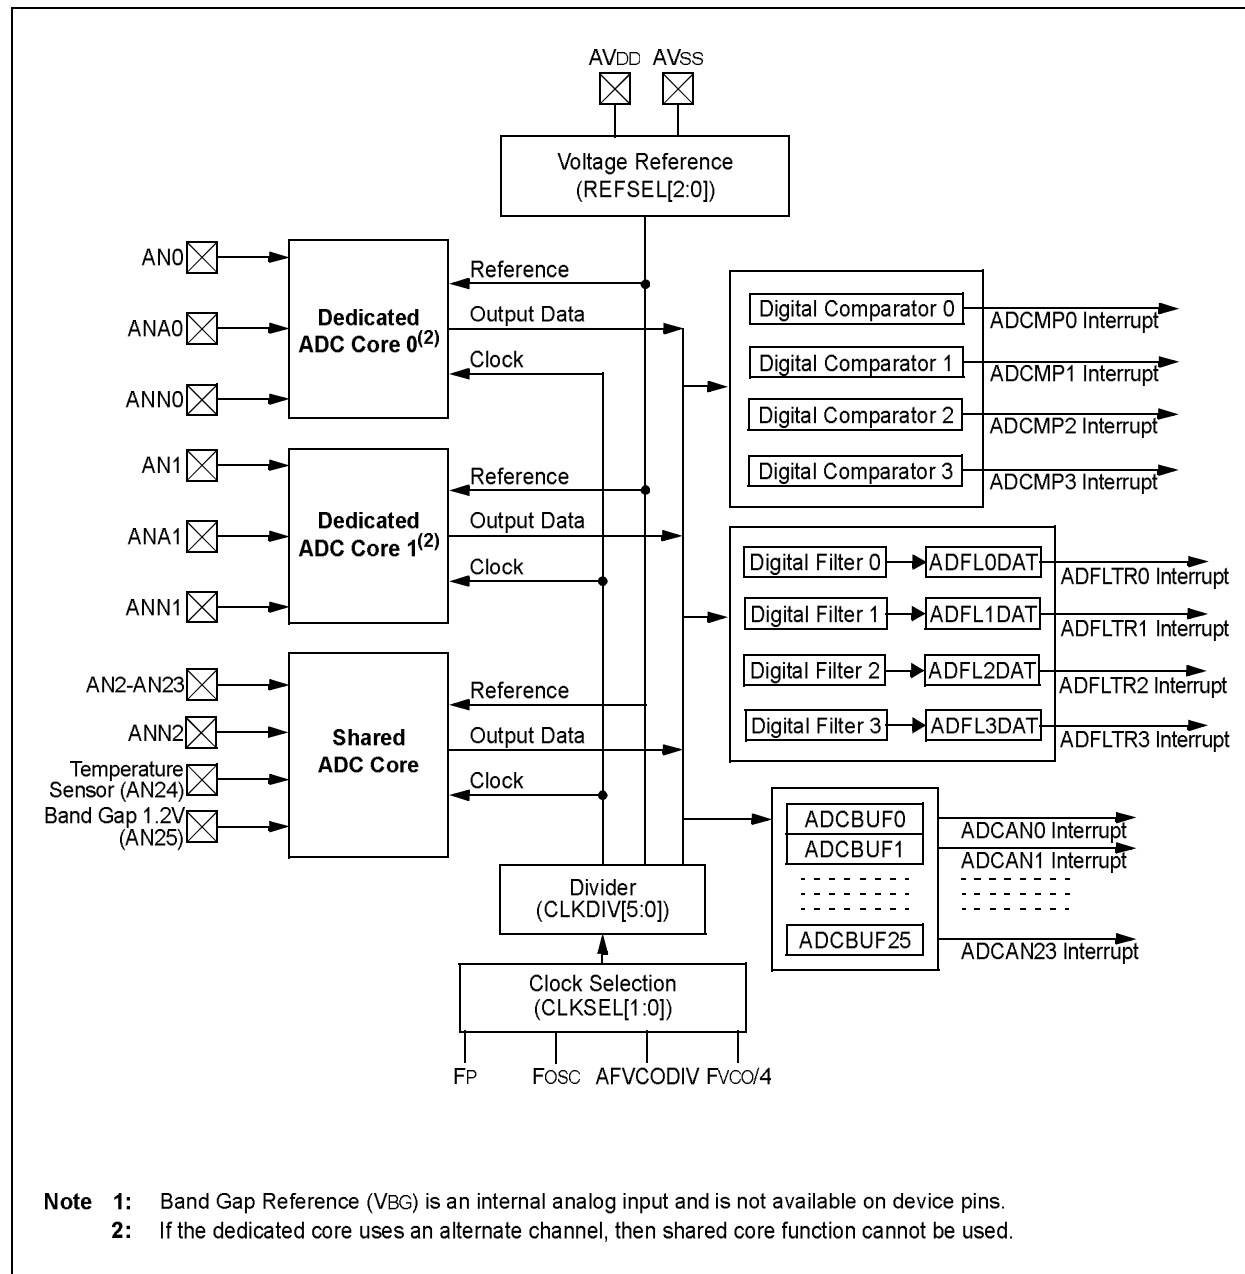 AVDD AVSS
Voltage Reference
(REFSEL[2:0])
AN0
ANA0
ANN0
Dedicated
ADC Core 0(2)
Reference
Output Data
Clock
AN1
ANA1
ANN1
Dedicated
ADC Core 1(2)
Reference
Output Data
Clock
AN2-AN23
ANN2
Temperature
Sensor (AN24)
Band Gap 1.2V
(AN25)
Shared
ADC Core
Reference
Output Data
Clock
Digital Comparator 0
ADCMP0 Interrupt
Digital Comparator 1
ADCMP1 Interrupt
Digital Comparator 2
ADCMP2 Interrupt
Digital Comparator 3
ADCMP3 Interrupt
Digital Filter 0 ADFL0DAT
ADFLTR0 Interrupt
Digital Filter 1 ADFL1DAT
ADFLTR1 Interrupt
Digital Filter 2 ADFL2DAT
ADFLTR2 Interrupt
Digital Filter 3 ADFL3DAT
ADFLTR3 Interrupt
ADCBUF0
ADCAN0 Interrupt
ADCBUF1
ADCAN1 Interrupt
ADCBUF25
ADCAN23 Interrupt
Divider
(CLKDIV[5:0])
Clock Selection
(CLKSEL[1:0])
FP FOSC AFVCODIV FVCO/4
Note 1: Band Gap Reference (VBG) is an internal analog input and is not available on device pins.
2: If the dedicated core uses an alternate channel, then shared core function cannot be used.